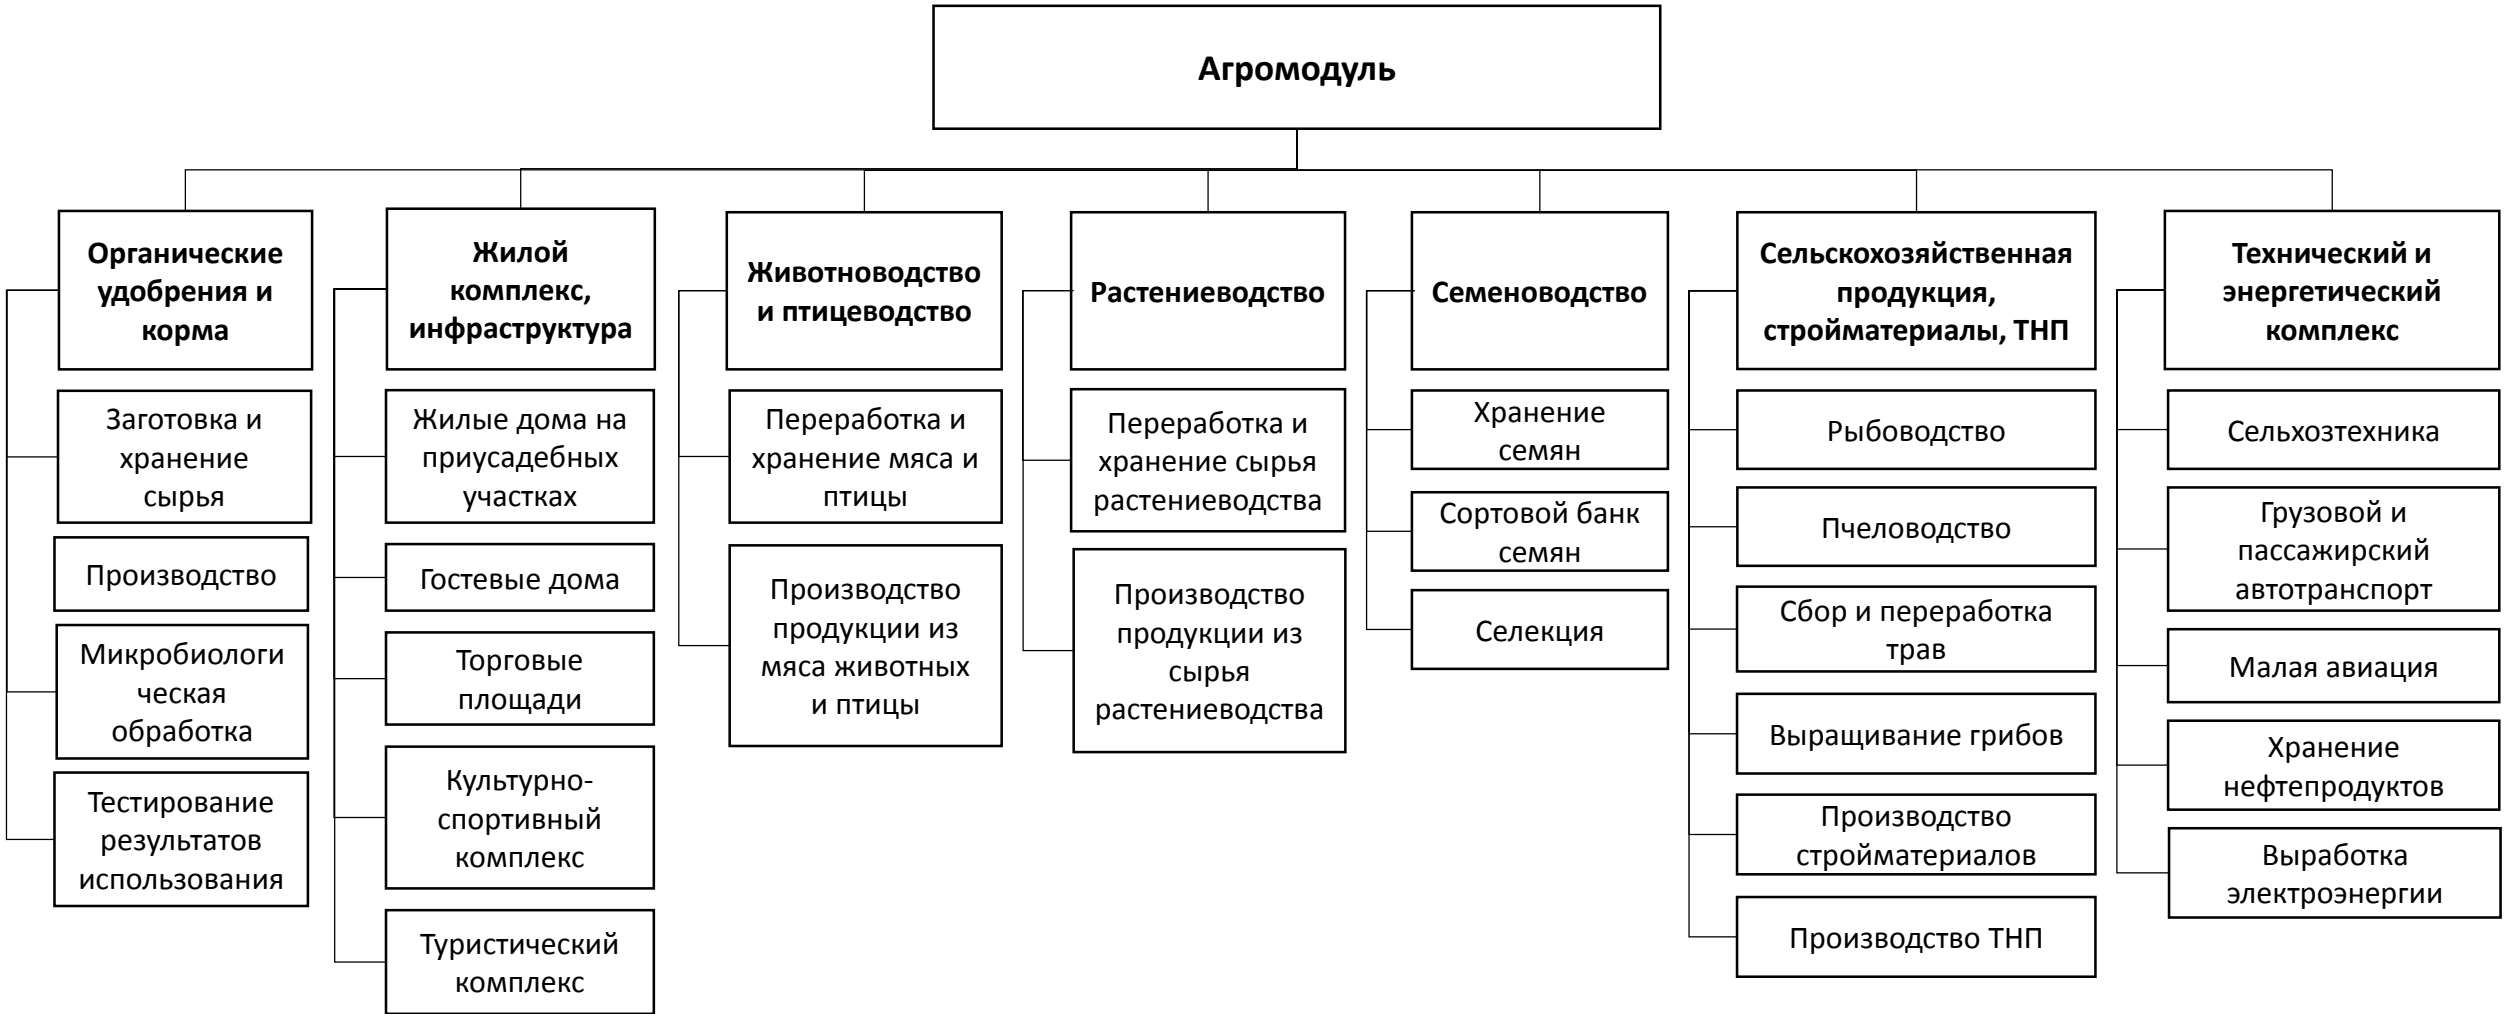 Агромодуль
Органические
удобрения и
корма
Заготовка и
хранение
сырья
Производство
Микробиологи
ческая
обработка
Тестирование
результатов
использования
Жилой
комплекс,
инфраструктура
Жилые дома на
приусадебных
участках
Гостевые дома
Торговые
площади
Культурно-
спортивный
комплекс
Туристический
комплекс
Животноводство
и птицеводство
Переработка и
хранение мяса и
птицы
Производство
продукции из
мяса животных
и птицы
Растениеводство
Переработка и
хранение сырья
растениеводства
Производство
продукции из
сырья
растениеводства
Семеноводство
Хранение
семян
Сортовой банк
семян
Селекция
Сельскохозяйственная
продукция,
стройматериалы, ТНП
Рыбоводство
Пчеловодство
Сбор и переработка
трав
Выращивание грибов
Производство
стройматериалов
Производство ТНП
Технический и
энергетический
комплекс
Сельхозтехника
Грузовой и
пассажирский
автотранспорт
Малая авиация
Хранение
нефтепродуктов
Выработка
электроэнергии